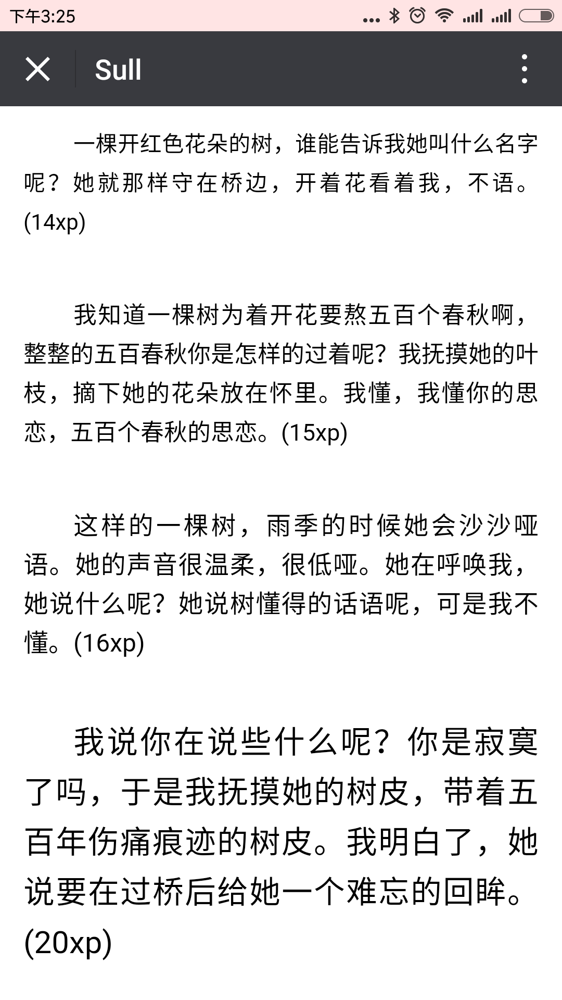 下午3:25
Sull
一棵开红色花朵的树，谁能告诉我她叫什么名字
呢？她就那样守在桥边，开着花看着我，不语。
(14xp)
我知道一棵树为着开花要熬五百个春秋啊，
整整的五百春秋你是怎样的过着呢？我抚摸她的叶
枝，摘下她的花朵放在怀里。我懂，我懂你的思
恋，五百个春秋的思恋。(15xp)
这样的一棵树，雨季的时候她会沙沙哑
语。她的声音很温柔，很低哑。她在呼唤我，
她说什么呢？她说树懂得的话语呢，可是我不
懂。(16xp)
我说你在说些什么呢？你是寂寞
了吗，于是我抚摸她的树皮，带着五
百年伤痛痕迹的树皮。我明白了，她
说要在过桥后给她一个难忘的回眸。
(20xp)